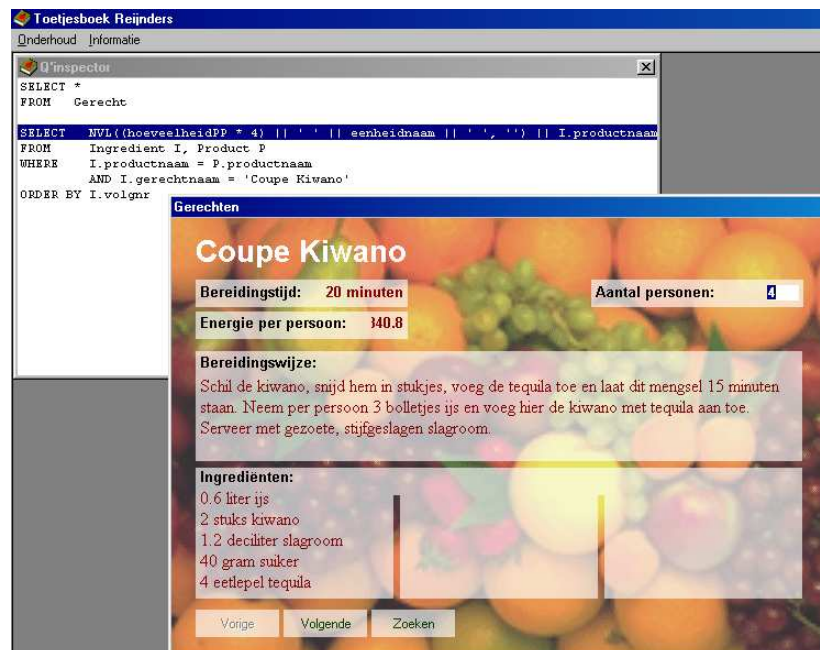 Toetjesboek Reijnders
Onderhoud Informatie
Q'inspector
SELECT *
FROM Gerecht
SELECT NVL((hoeveelheidPP * 4) || ' ' || eenheidnaam || ' ', '') || I.productnaam
FROM Ingredient I, Product P
WHERE I.productnaam = P.productnaam
AND I.gerechtnaam = 'Coupe Kiwano'
ORDER BY I.volgnr
Gerechten
Coupe Kiwano
Bereidingstijd: 20 minuten
Aantal personen: 4
Energie per persoon: 340.8
Bereidingswijze:
Schil de kiwano, snijd hem in stukjes, voeg de tequila toe en laat dit mengsel 15 minuten
staan. Neem per persoon 3 bolletjes ijs en voeg hier de kiwano met tequila aan toe.
Serveer met gezoete, stijfgeslagen slagroom.
Ingrediënten:
0.6 liter ijs
2 stuks kiwano
1.2 deciliter slagroom
40 gram suiker
4 eetlepel tequila
Vorige Volgende Zoeken